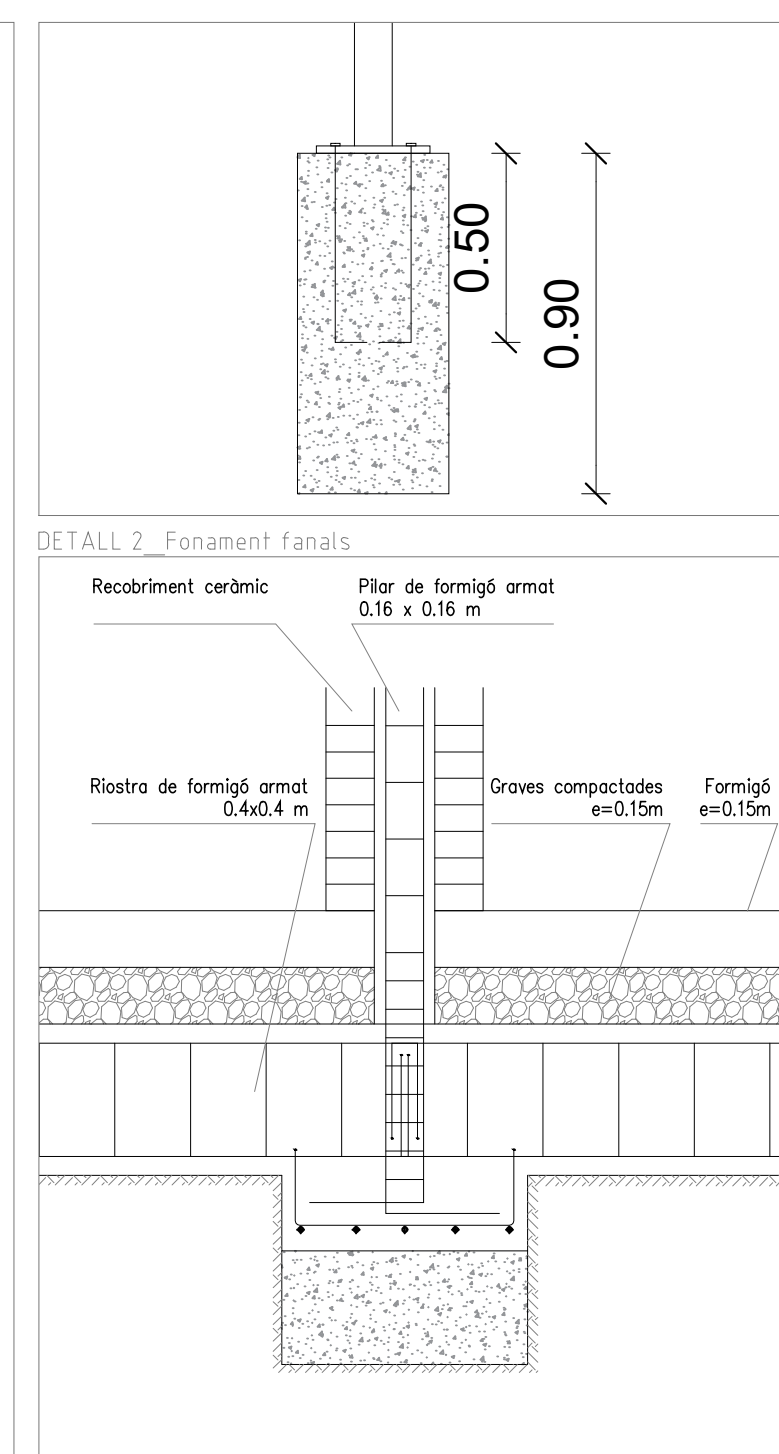 0.50
0.90
DETALL 2_Fonament fanals
Recobriment ceràmic
Pilar de formigó armat
0.16 x 0.16 m
Riostra de formigó armat
0.4x0.4 m
Graves compactades
e=0.15m
Formigó
e=0.15m